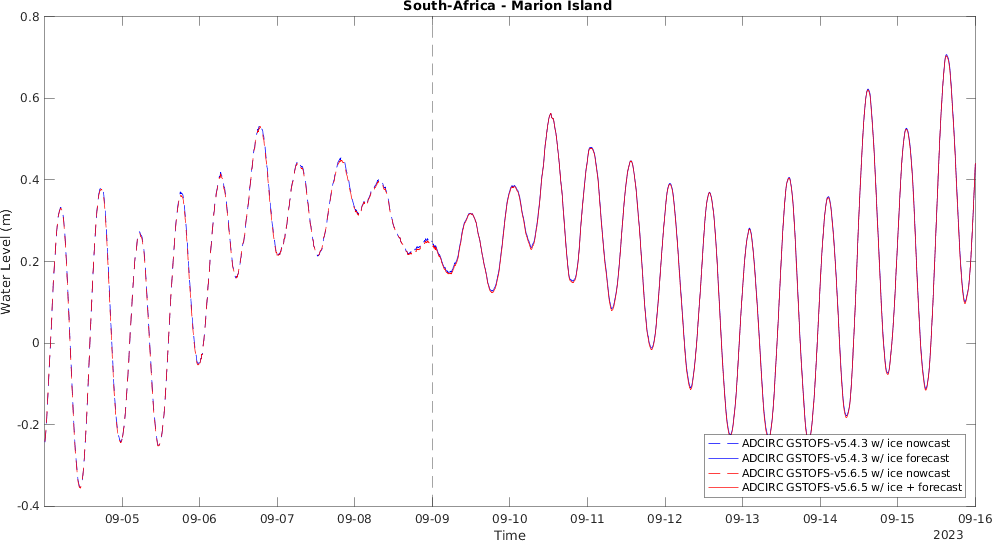 South-Africa - Marion Island
0.8
0.6
0.4
0.2
0
-0.2
-0.4
Water Level (m)
ADCIRC GSTOFS-v5.4.3 w/ ice nowcast
ADCIRC GSTOFS-v5.4.3 w/ ice forecast
ADCIRC GSTOFS-v5.6.5 w/ ice nowcast
ADCIRC GSTOFS-v5.6.5 w/ ice + forecast
09-05 09-06 09-07 09-08 09-09 09-10 09-11 09-12 09-13 09-14 09-15 09-16
Time
2023